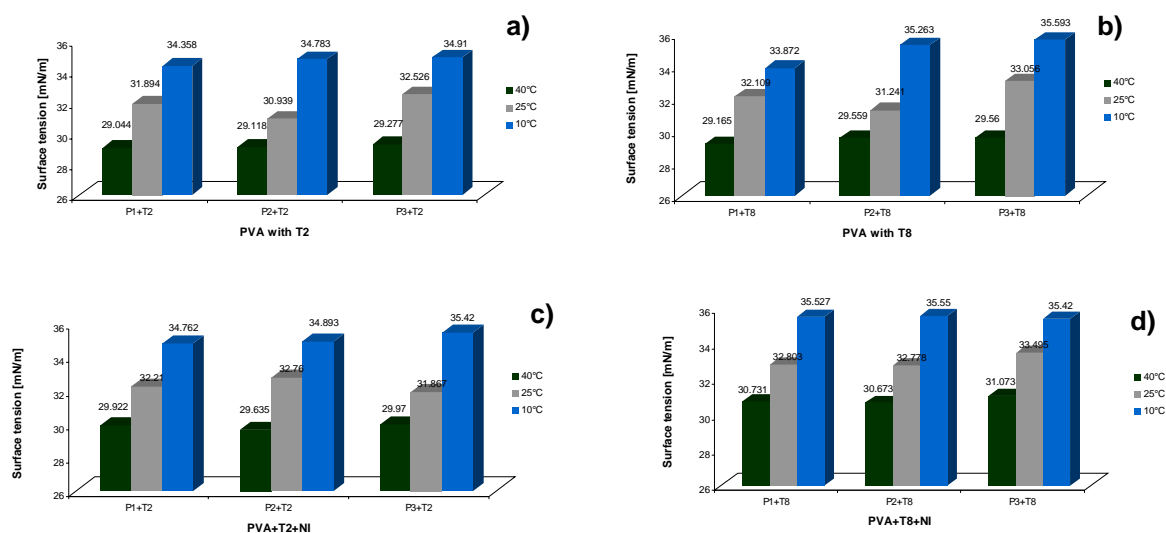 a)
Surface tension [mN/m]
36
34
32
30
28
26
29.044
31.894
34.358
29.118
30.939
34.783
29.277
32.526
34.91
40°C
25°C
10°C
P1+T2
P2+T2
P3+T2
PVA with T2
b)
Surface tension [mN/m]
36
34
32
30
28
26
29.165
32.109
33.872
29.559
31.241
35.263
29.56
33.056
35.593
40°C
25°C
10°C
P1+T8
P2+T8
P3+T8
PVA with T8
c)
Surface tension [mN/m]
36
34
32
30
28
26
29.922
32.21
34.762
29.635
32.76
34.893
29.97
31.867
35.42
40°C
25°C
10°C
P1+T2
P2+T2
P3+T2
PVA+T2+NI
d)
Surface tension [mN/m]
36
34
32
30
28
26
30.731
32.803
35.527
30.673
32.778
35.55
31.073
33.495
35.42
40°C
25°C
10°C
P1+T8
P2+T8
P3+T8
PVA+T8+NI